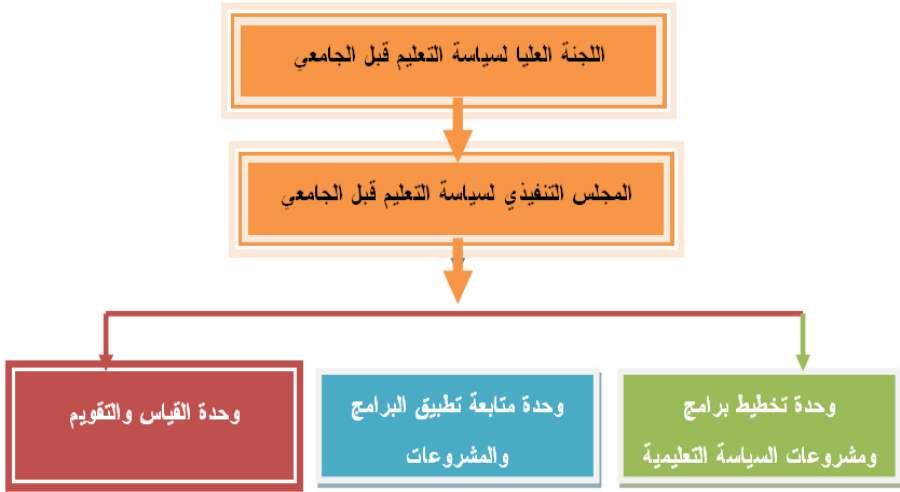 اللجنة العليا لسياسة التعليم قبل الجامعي
المجلس التنفيذي لسياسة التعليم قبل الجامعي
وحدة تخطيط برامج
ومشروعات السياسة التعليمية
وحدة متابعة تطبيق البرامج
والمشروعات
وحدة القياس والتقويم